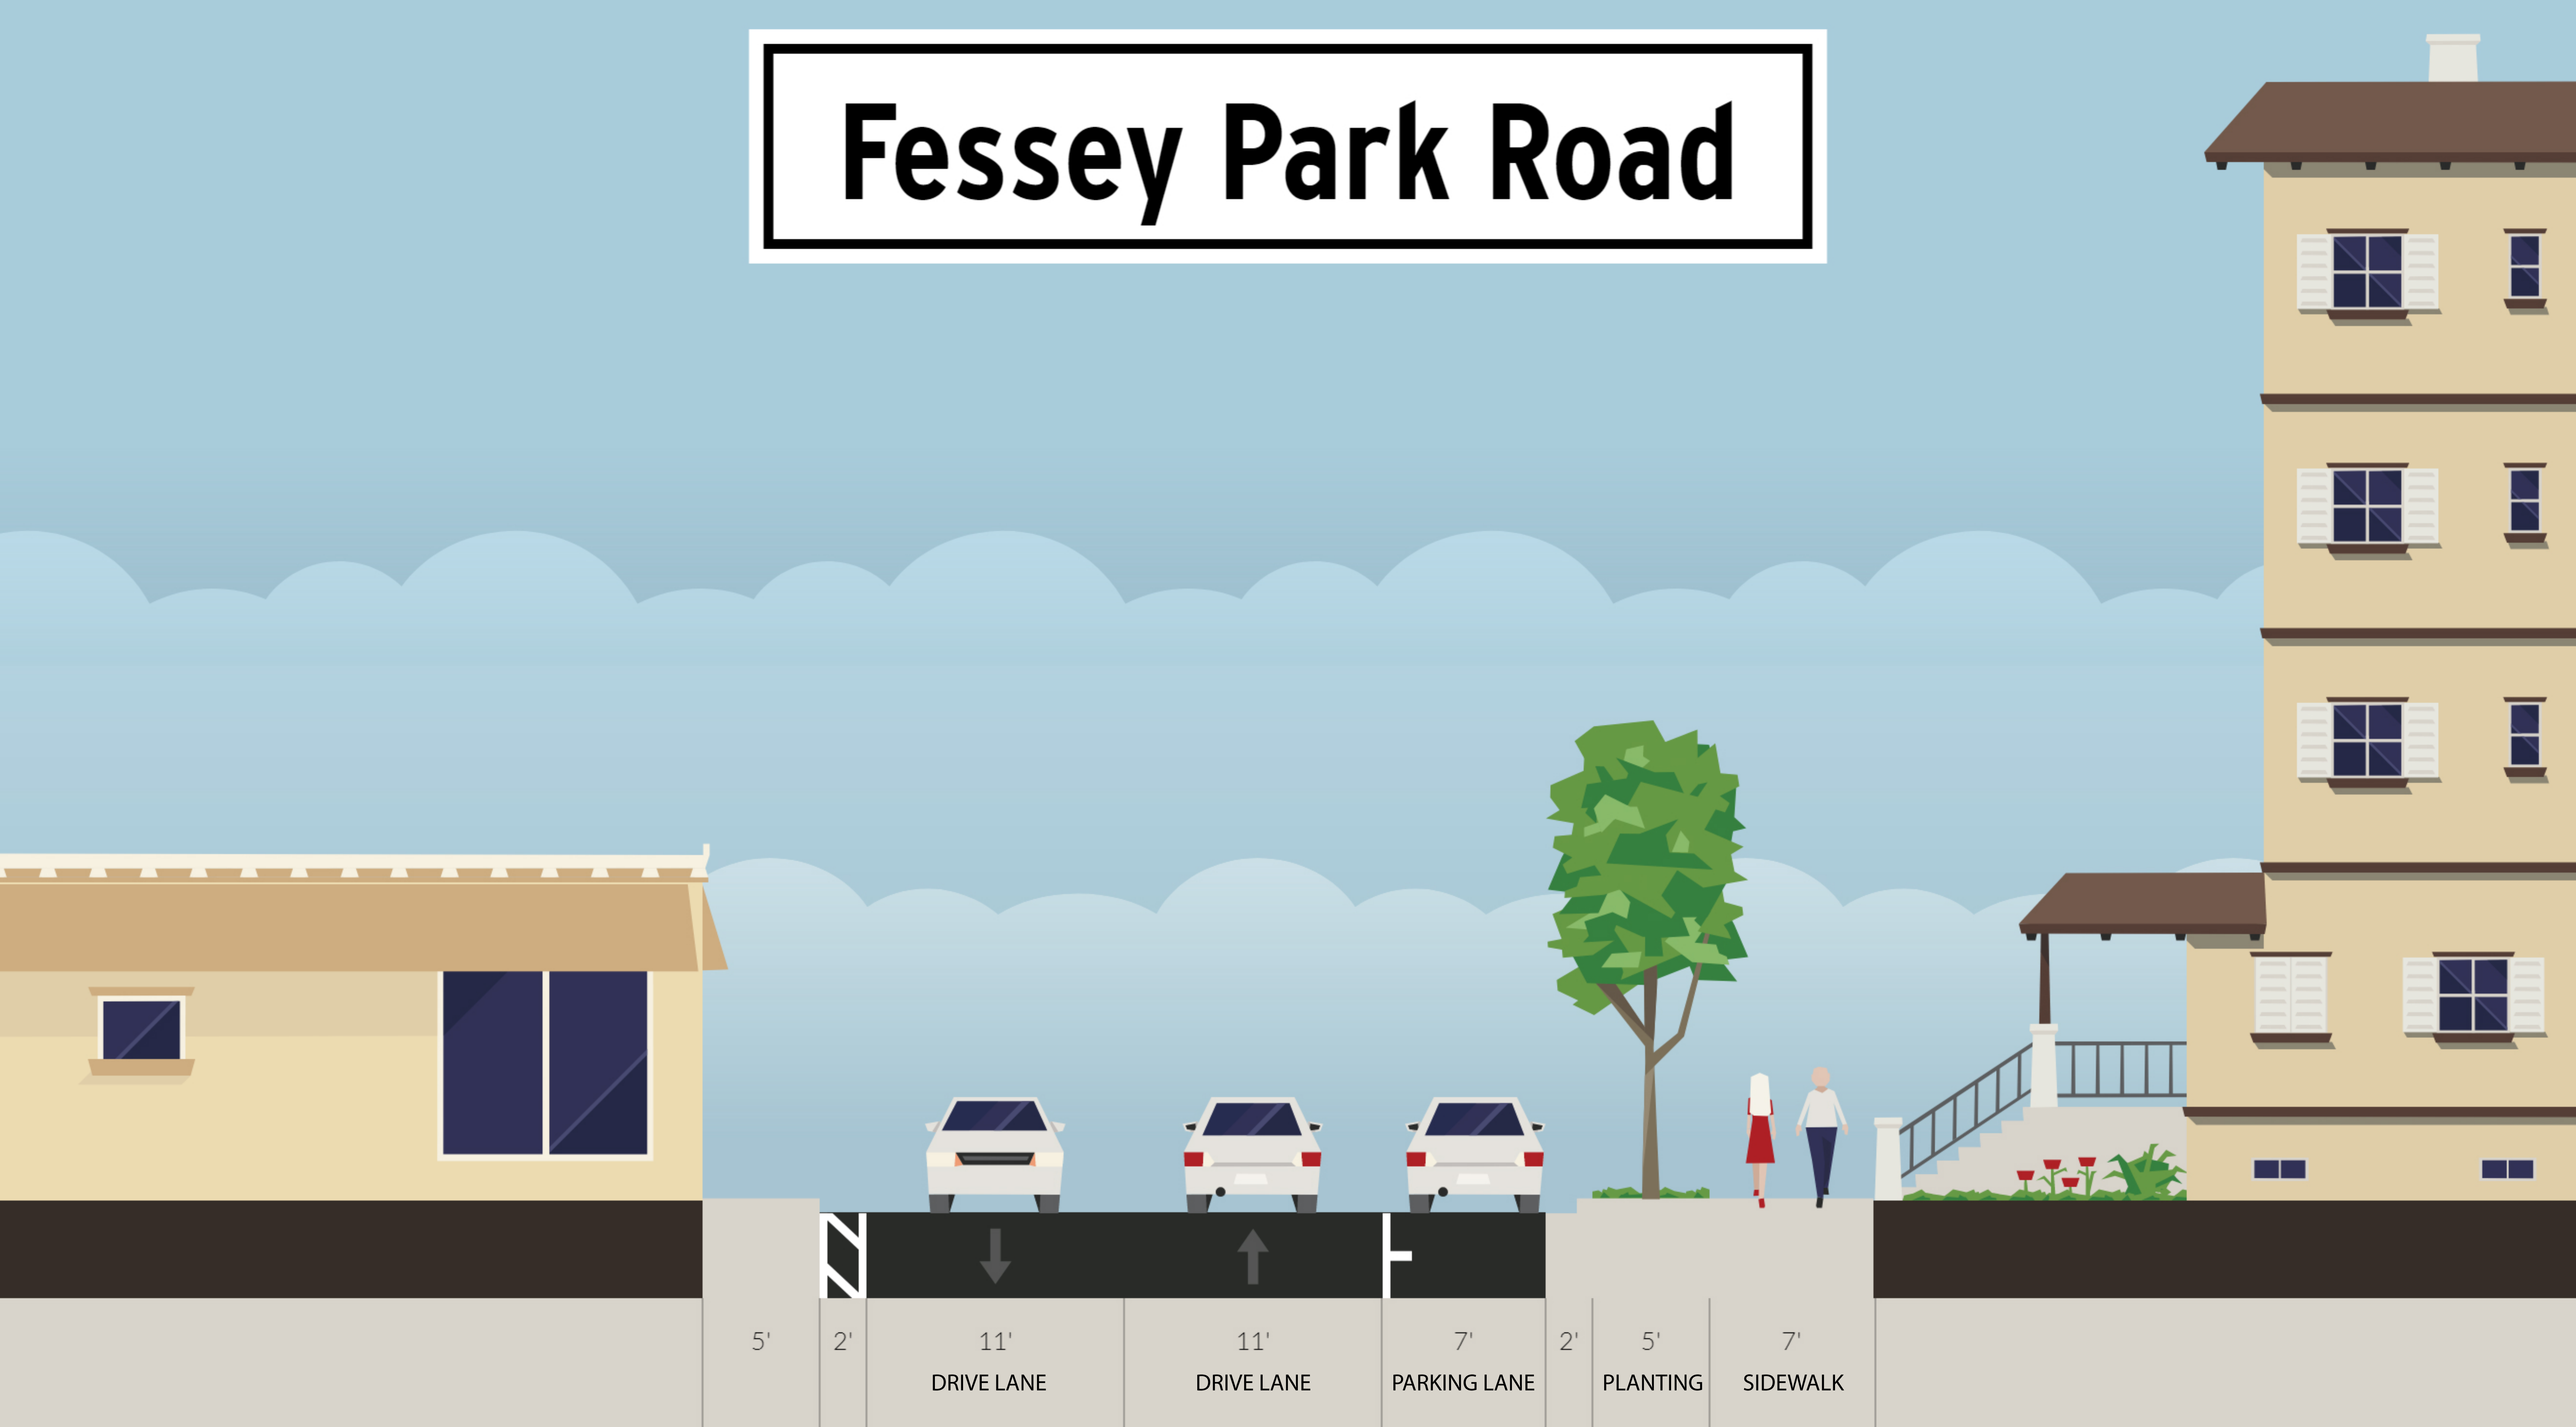 Fessey Park Road
5' 2' 11' 11' 7' 2' 5' 7'
DRIVE LANE DRIVE LANE PARKING LANE PLANTING SIDEWALK